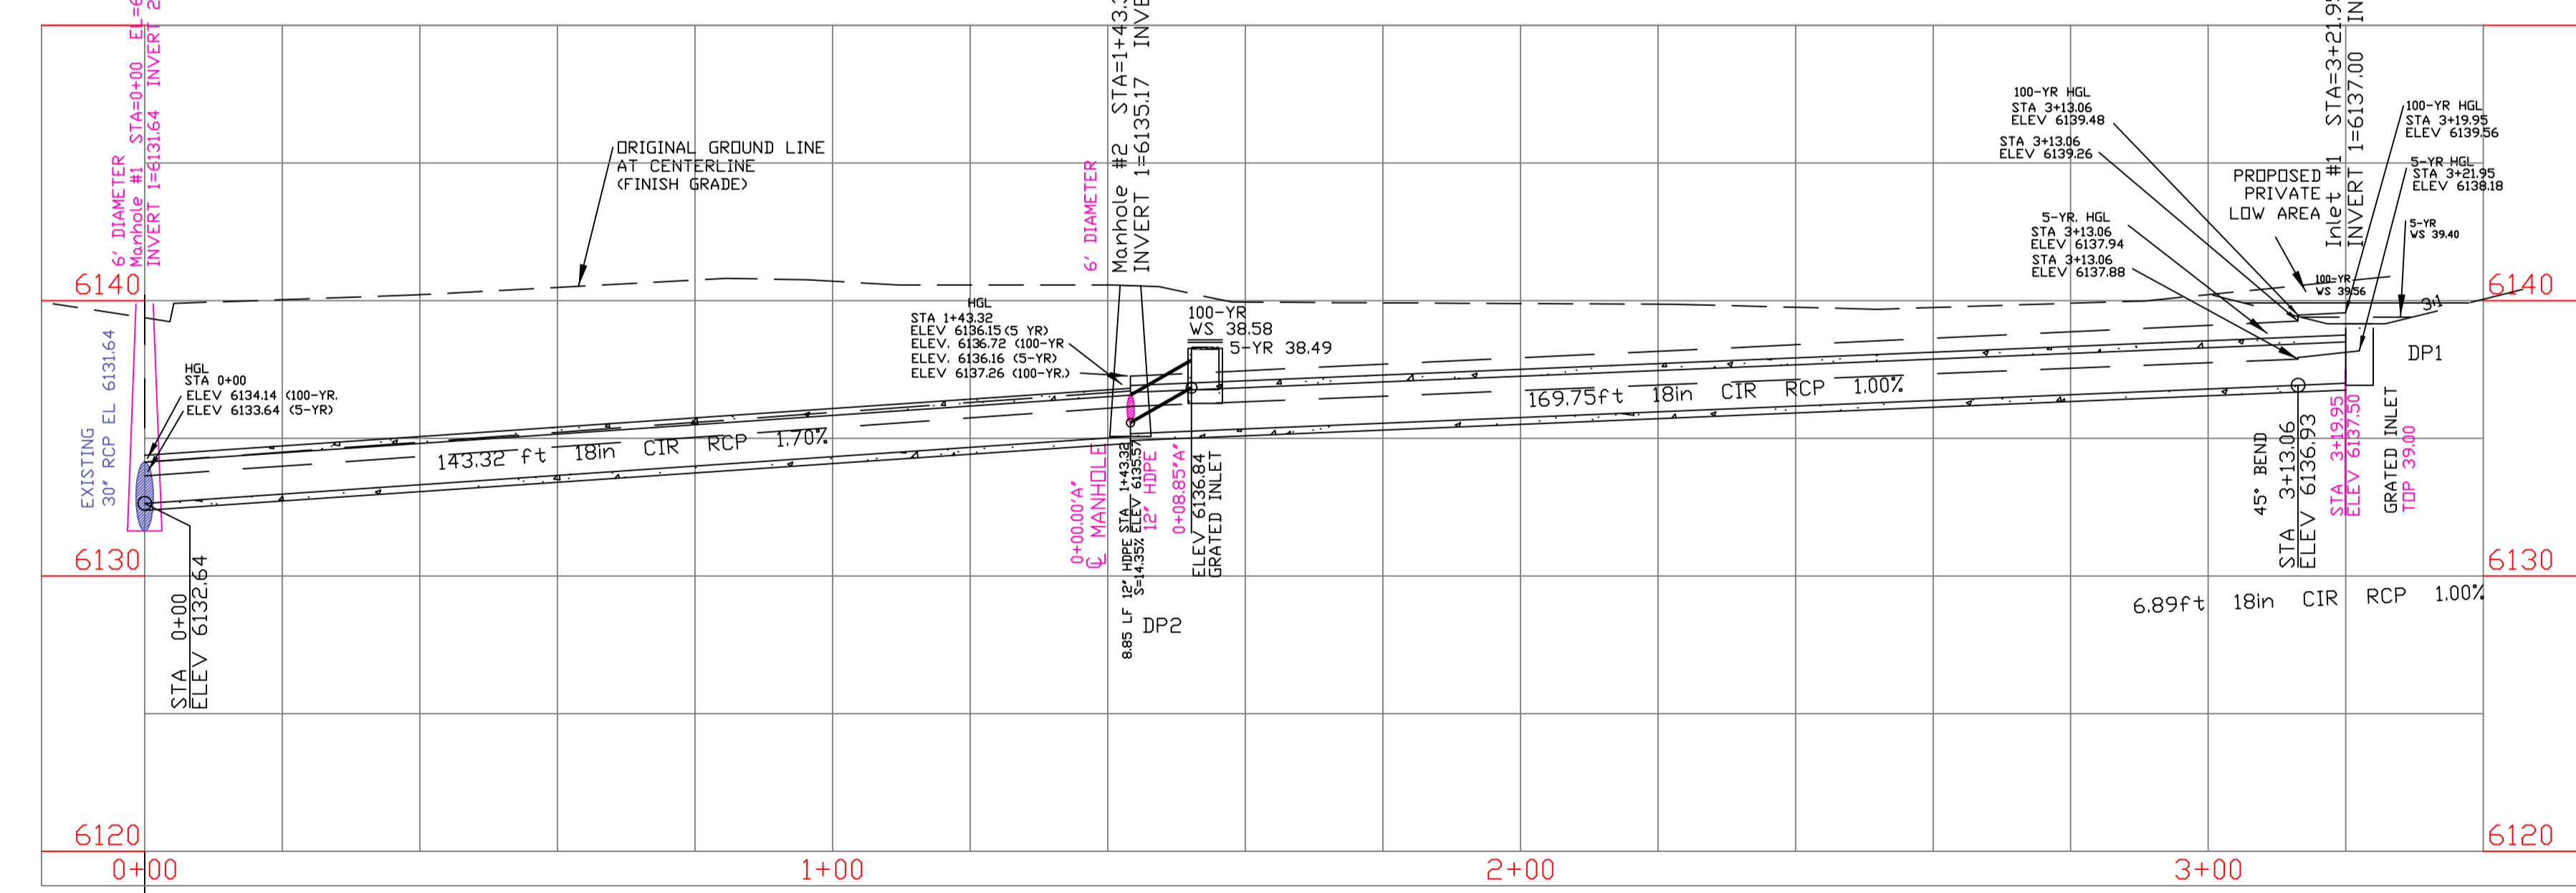 6' DIAMETER
Manhole #1 STA=0+00
INVERT 1=6131.64 INVERT
EXISTING
30" RCP EL 6131.64
HGL
STA 0+00
ELEV 6134.14 (100-YR.
ELEV 6133.64 (5-YR)
STA 0+00
ELEV 6132.64
ORIGINAL GROUND LINE
AT CENTERLINE
(FINISH GRADE)
143.32 ft 18in CIR RCP 1.70%
6' DIAMETER
Manhole #2 STA=1+43.
INVERT 1=6135.17
HGL
STA 1+43.32
ELEV 6136.15 (5 YR)
ELEV. 6136.72 (100-YR
ELEV. 6136.16 (5-YR)
ELEV 6137.26 (100-YR.)
100-YR
WS 38.58
5-YR 38.49
0+00.00"A"
℄ MANHOLE
8.85 LF 12" HDPE STA 1+43.32
S=14.35% ELEV 6135.57
12" HDPE
0+08.85"A"
ELEV 6136.84
GRATED INLET
DP2
169.75ft 18in CIR RCP 1.00%
100-YR HGL
STA 3+13.06
ELEV 6139.48
STA 3+13.06
ELEV 6139.26
5-YR. HGL
STA 3+13.06
ELEV 6137.94
STA 3+13.06
ELEV 6137.88
PROPOSED
PRIVATE
LOW AREA
Inlet #1 STA=3+21.95
INVERT 1=6137.00
100-YR HGL
STA 3+19.95
ELEV 6139.56
5-YR HGL
STA 3+21.95
ELEV 6138.18
5-YR
WS 39.40
100-YR
WS 39.56
3:1
DP1
45° BEND
STA 3+13.06
ELEV 6136.93
STA 3+19.95
ELEV 6137.50
GRATED INLET
TOP 39.00
6.89ft 18in CIR RCP 1.00%
6140
6130
6120
6140
6130
6120
0+00
1+00
2+00
3+00